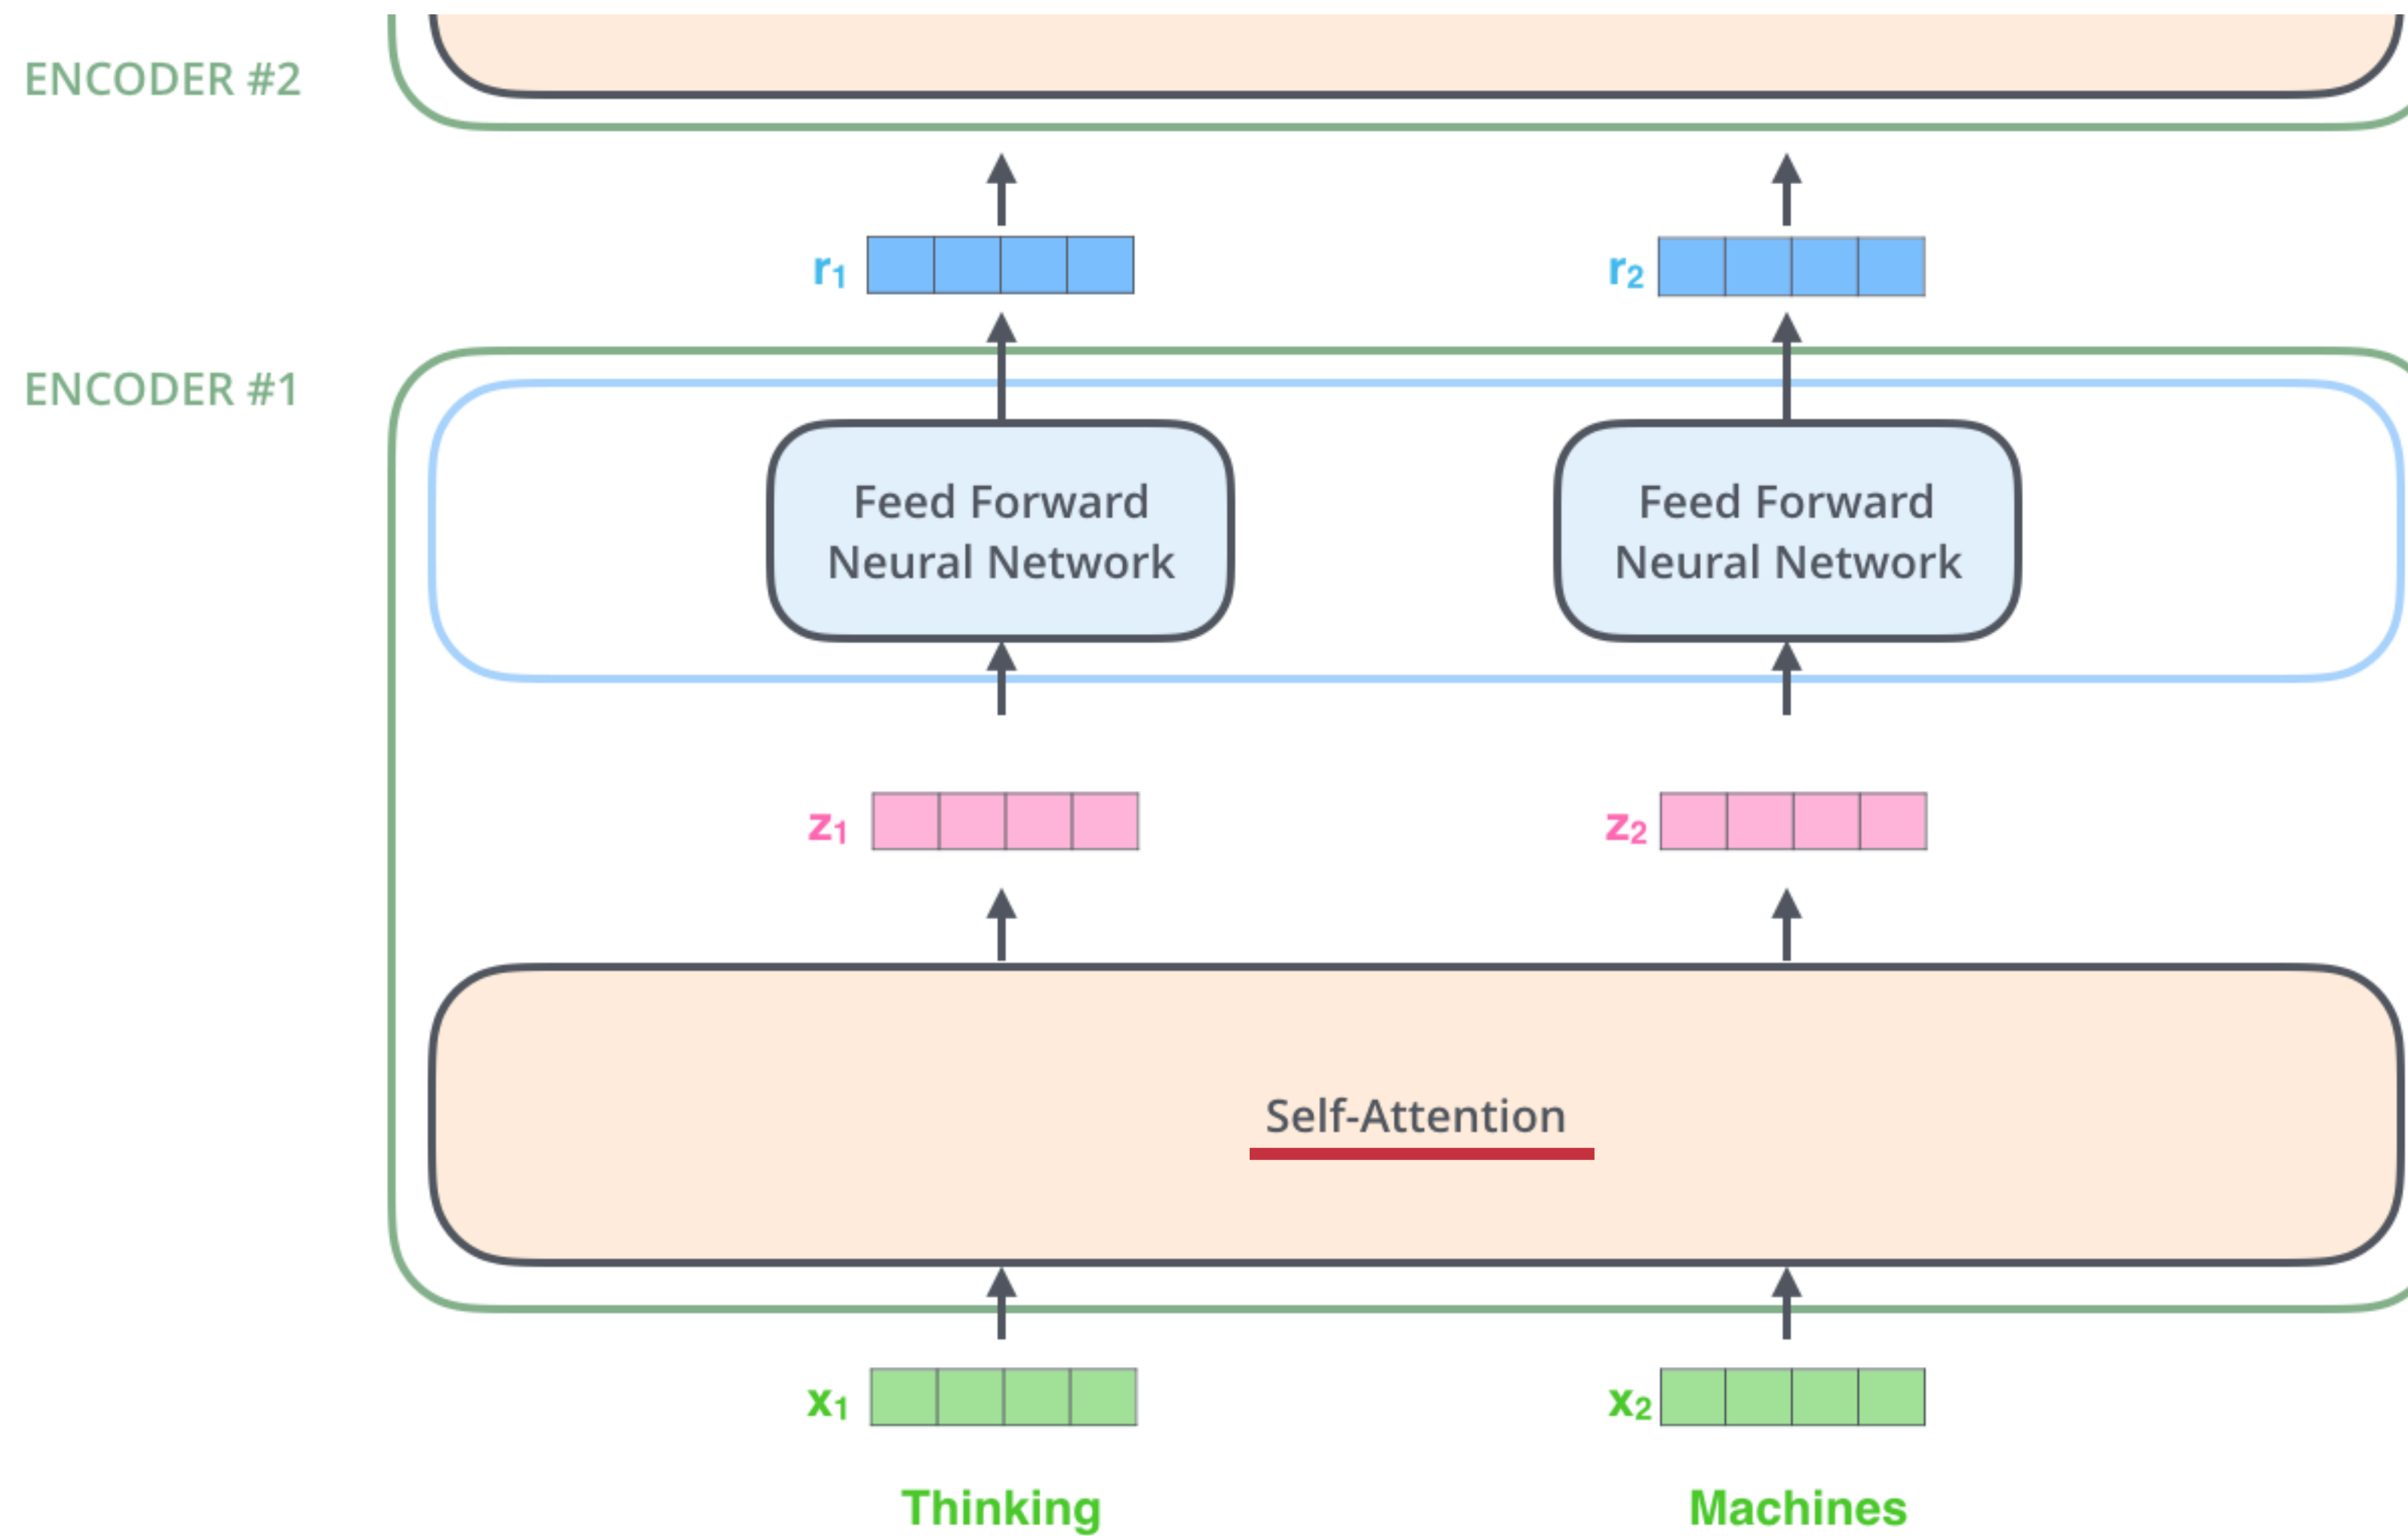 ENCODER #2
r1
r2
ENCODER #1
Feed Forward
Neural Network
Feed Forward
Neural Network
z1
z2
Self-Attention
x1
x2
Thinking
Machines